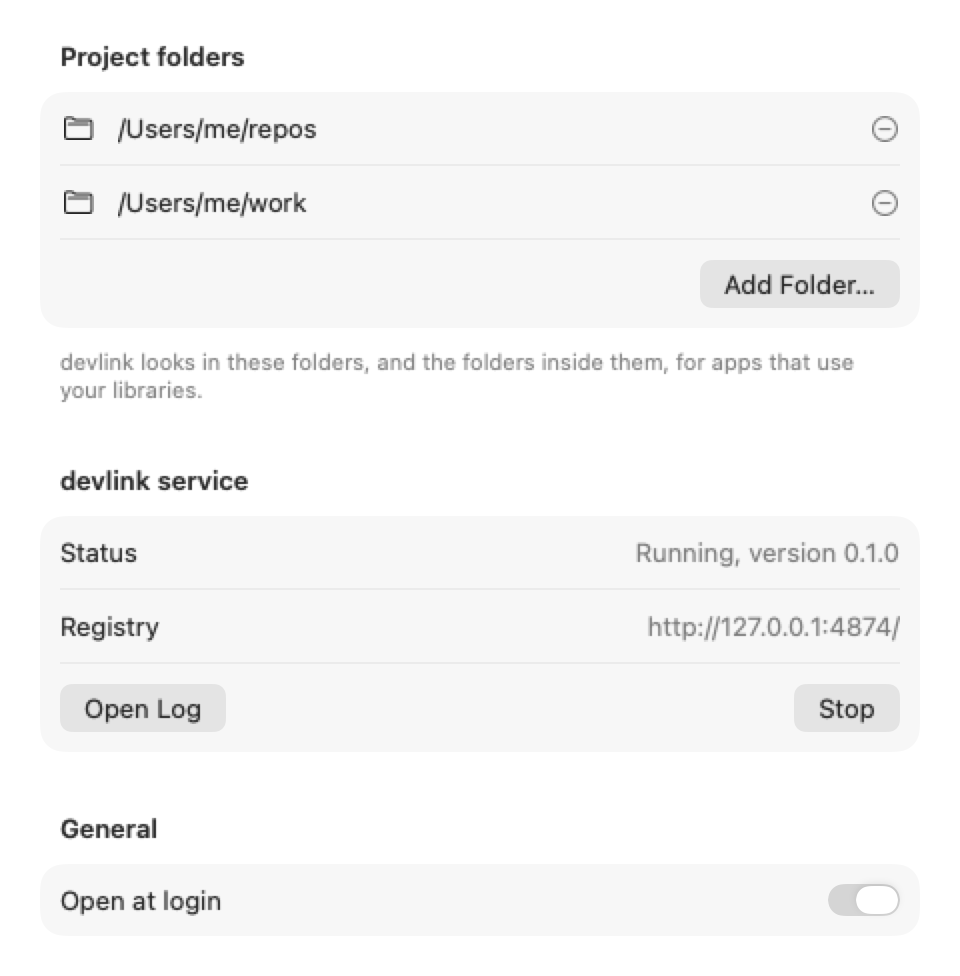 Project folders
/Users/me/repos
/Users/me/work
Add Folder...
devlink looks in these folders, and the folders inside them, for apps that use
your libraries.
devlink service
Status Running, version 0.1.0
Registry http://127.0.0.1:4874/
Open Log Stop
General
Open at login